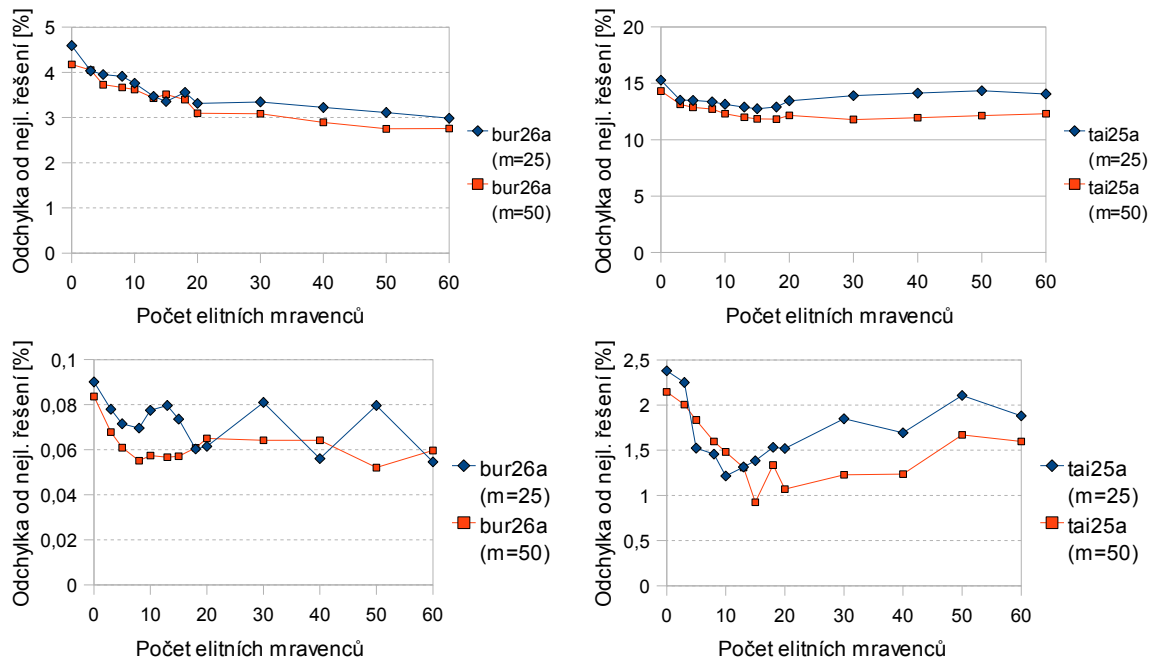 Odchylka od nejl. řešení [%]
5
4
3
2
1
0
0 10 20 30 40 50 60
Počet elitních mravenců
bur26a
(m=25)
bur26a
(m=50)
Odchylka od nejl. řešení [%]
20
15
10
5
0
0 10 20 30 40 50 60
Počet elitních mravenců
tai25a
(m=25)
tai25a
(m=50)
Odchylka od nejl. řešení [%]
0,1
0,08
0,06
0,04
0,02
0
0 10 20 30 40 50 60
Počet elitních mravenců
bur26a
(m=25)
bur26a
(m=50)
Odchylka od nejl. řešení [%]
2,5
2
1,5
1
0,5
0
0 10 20 30 40 50 60
Počet elitních mravenců
tai25a
(m=25)
tai25a
(m=50)